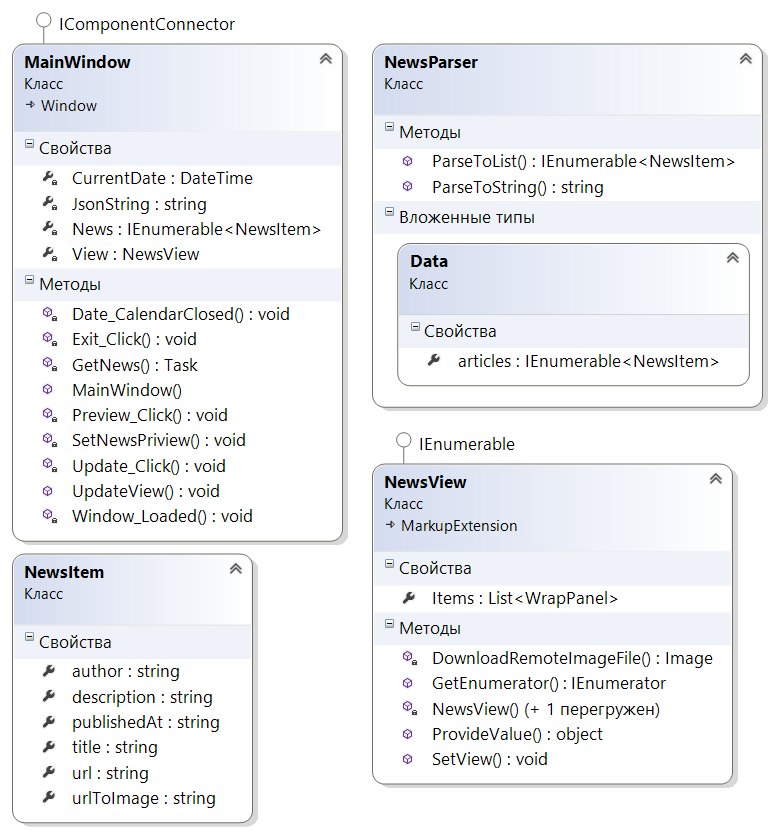 IComponentConnector
MainWindow
Класс
Window
Свойства
CurrentDate : DateTime
JsonString : string
News : IEnumerable<NewsItem>
View : NewsView
Методы
Date_CalendarClosed() : void
Exit_Click() : void
GetNews() : Task
MainWindow()
Preview_Click() : void
SetNewsPriview() : void
Update_Click() : void
UpdateView() : void
Window_Loaded() : void
NewsItem
Класс
Свойства
author : string
description : string
publishedAt : string
title : string
url : string
urlToImage : string
NewsParser
Класс
Методы
ParseToList() : IEnumerable<NewsItem>
ParseToString() : string
Вложенные типы
Data
Класс
Свойства
articles : IEnumerable<NewsItem>
IEnumerable
NewsView
Класс
MarkupExtension
Свойства
Items : List<WrapPanel>
Методы
DownloadRemoteImageFile() : Image
GetEnumerator() : IEnumerator
NewsView() (+ 1 перегружен)
ProvideValue() : object
SetView() : void